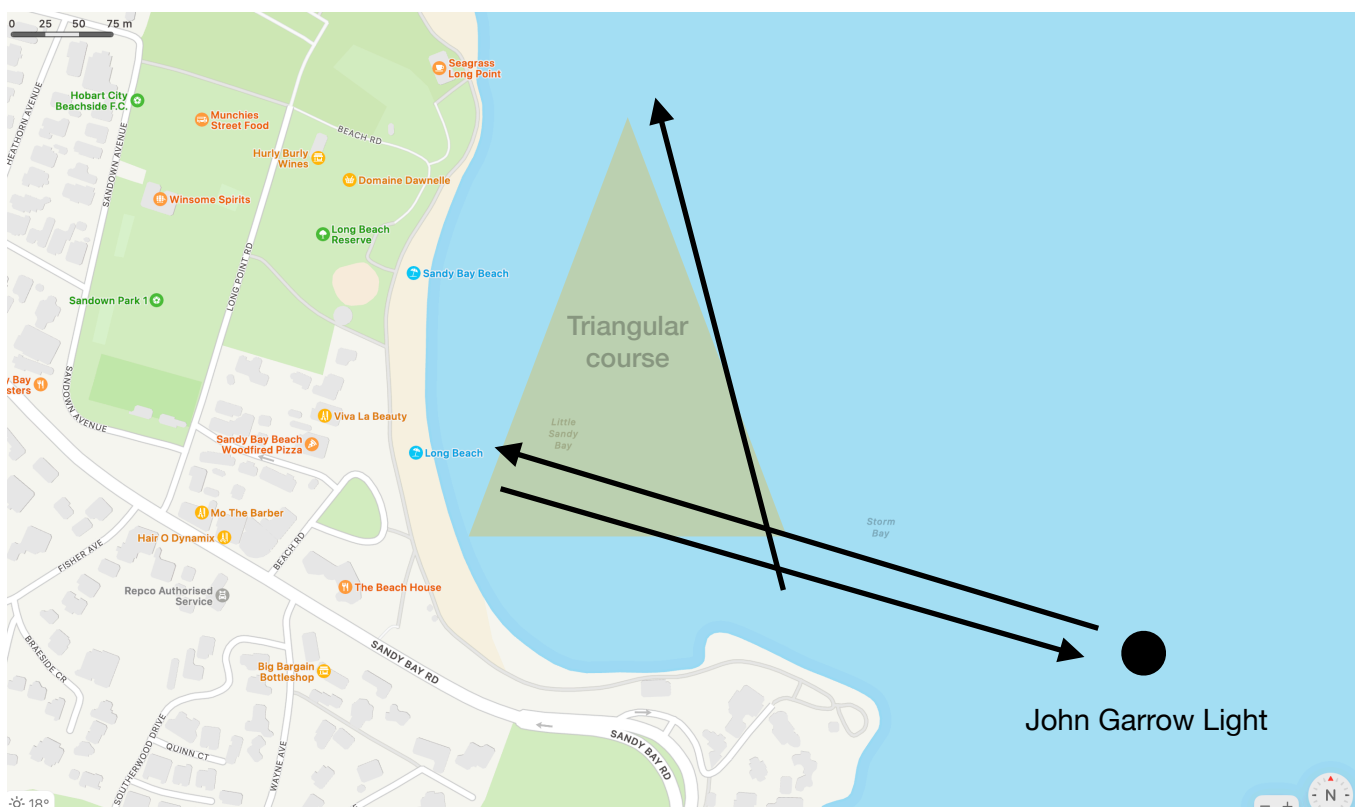 0 25 50 75 m
Seagrass
Long Point
Hobart City
Beachside F.C.
HEATHORN AVENUE
SANDOWN AVENUE
Munchies
Street Food
BEACH RD
Hurly Burly
Wines
Domaine Dawnelle
Winsome Spirits
Long Beach
Reserve
LONG POINT RD
Sandy Bay Beach
Sandown Park 1
Triangular
course
SANDOWN AVENUE
Viva La Beauty
Little
Sandy
Bay
Sandy Bay Beach
Woodfired Pizza
Long Beach
Mo The Barber
Hair O Dynamix
Storm
Bay
FISHER AVE
BEACH RD
Repco Authorised
Service
The Beach House
BRAESIDE CR
SANDY BAY RD
Big Bargain
Bottleshop
John Garrow Light
SOUTHERWOOD DRIVE
QUINN CT
WAYNE AVE
SANDY BAY RD
N
18°